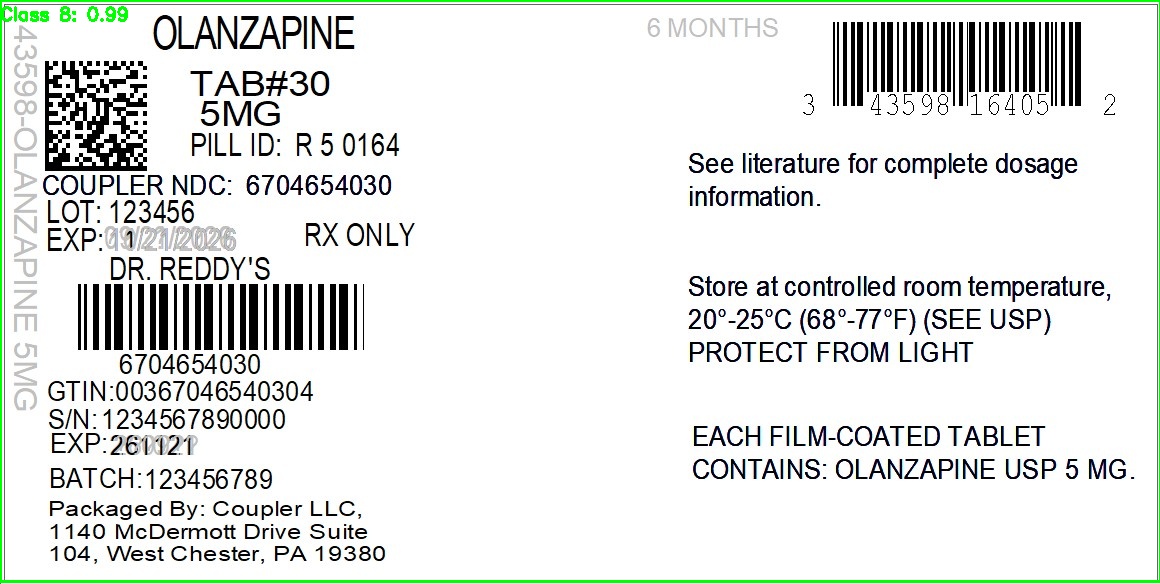 Class 8: 0.99
43598-OLANZAPINE 5MG
OLANZAPINE
TAB#30
5MG
PILL ID: R 5 0164
COUPLER NDC: 6704654030
LOT: 123456
EXP:
RX ONLY
DR. REDDY'S
6704654030
GTIN:00367046540304
S/N:1234567890000
EXP:
BATCH:123456789
Packaged By: Coupler LLC,
1140 McDermott Drive Suite
104, West Chester, PA 19380
6 MONTHS
3 43598 16405 2
See literature for complete dosage
information.
Store at controlled room temperature,
20°-25°C (68°-77°F) (SEE USP)
PROTECT FROM LIGHT
EACH FILM-COATED TABLET
CONTAINS: OLANZAPINE USP 5 MG.